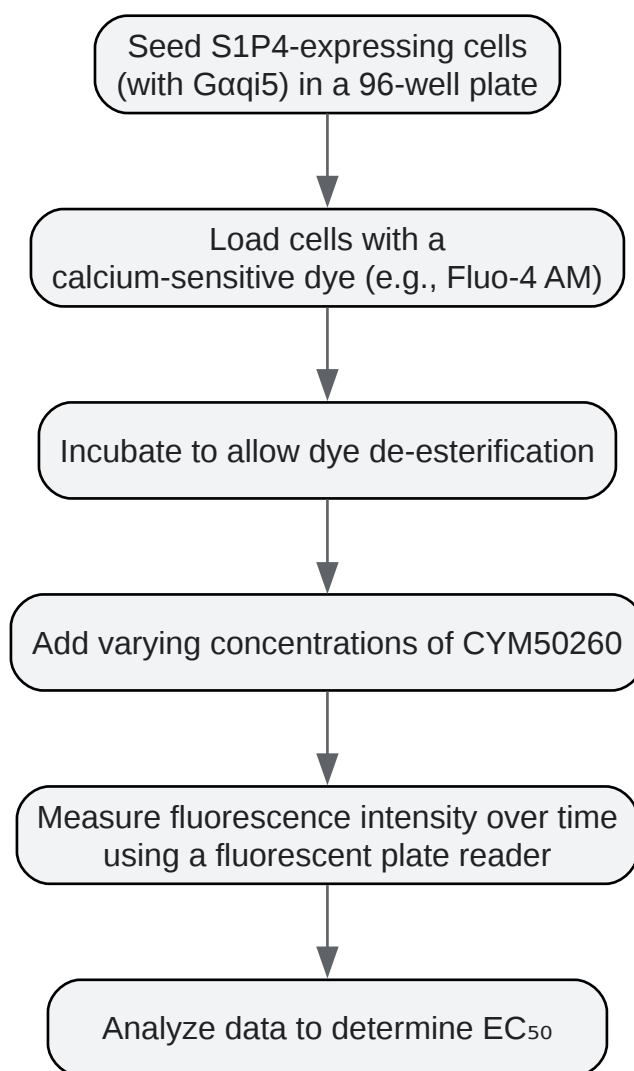 Seed S1P4-expressing cells
(with Gαqi5) in a 96-well plate
Load cells with a
calcium-sensitive dye (e.g., Fluo-4 AM)
Incubate to allow dye de-esterification
Add varying concentrations of CYM50260
Measure fluorescence intensity over time
using a fluorescent plate reader
Analyze data to determine EC₅₀